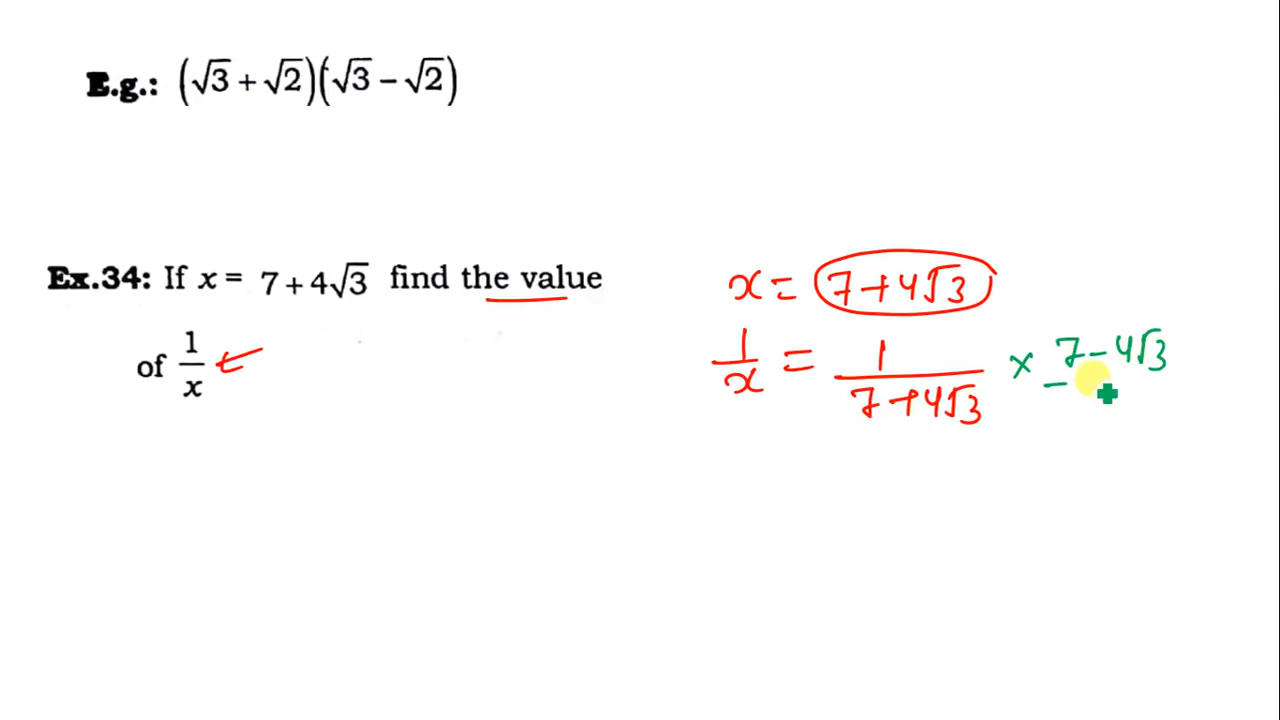 E.g.: (√3 + √2)(√3 − √2)
Ex.34: If x = 7 + 4√3 find the value
of 1/x
x = 7+4√3
1/x = 1/(7+4√3) × 7−4√3